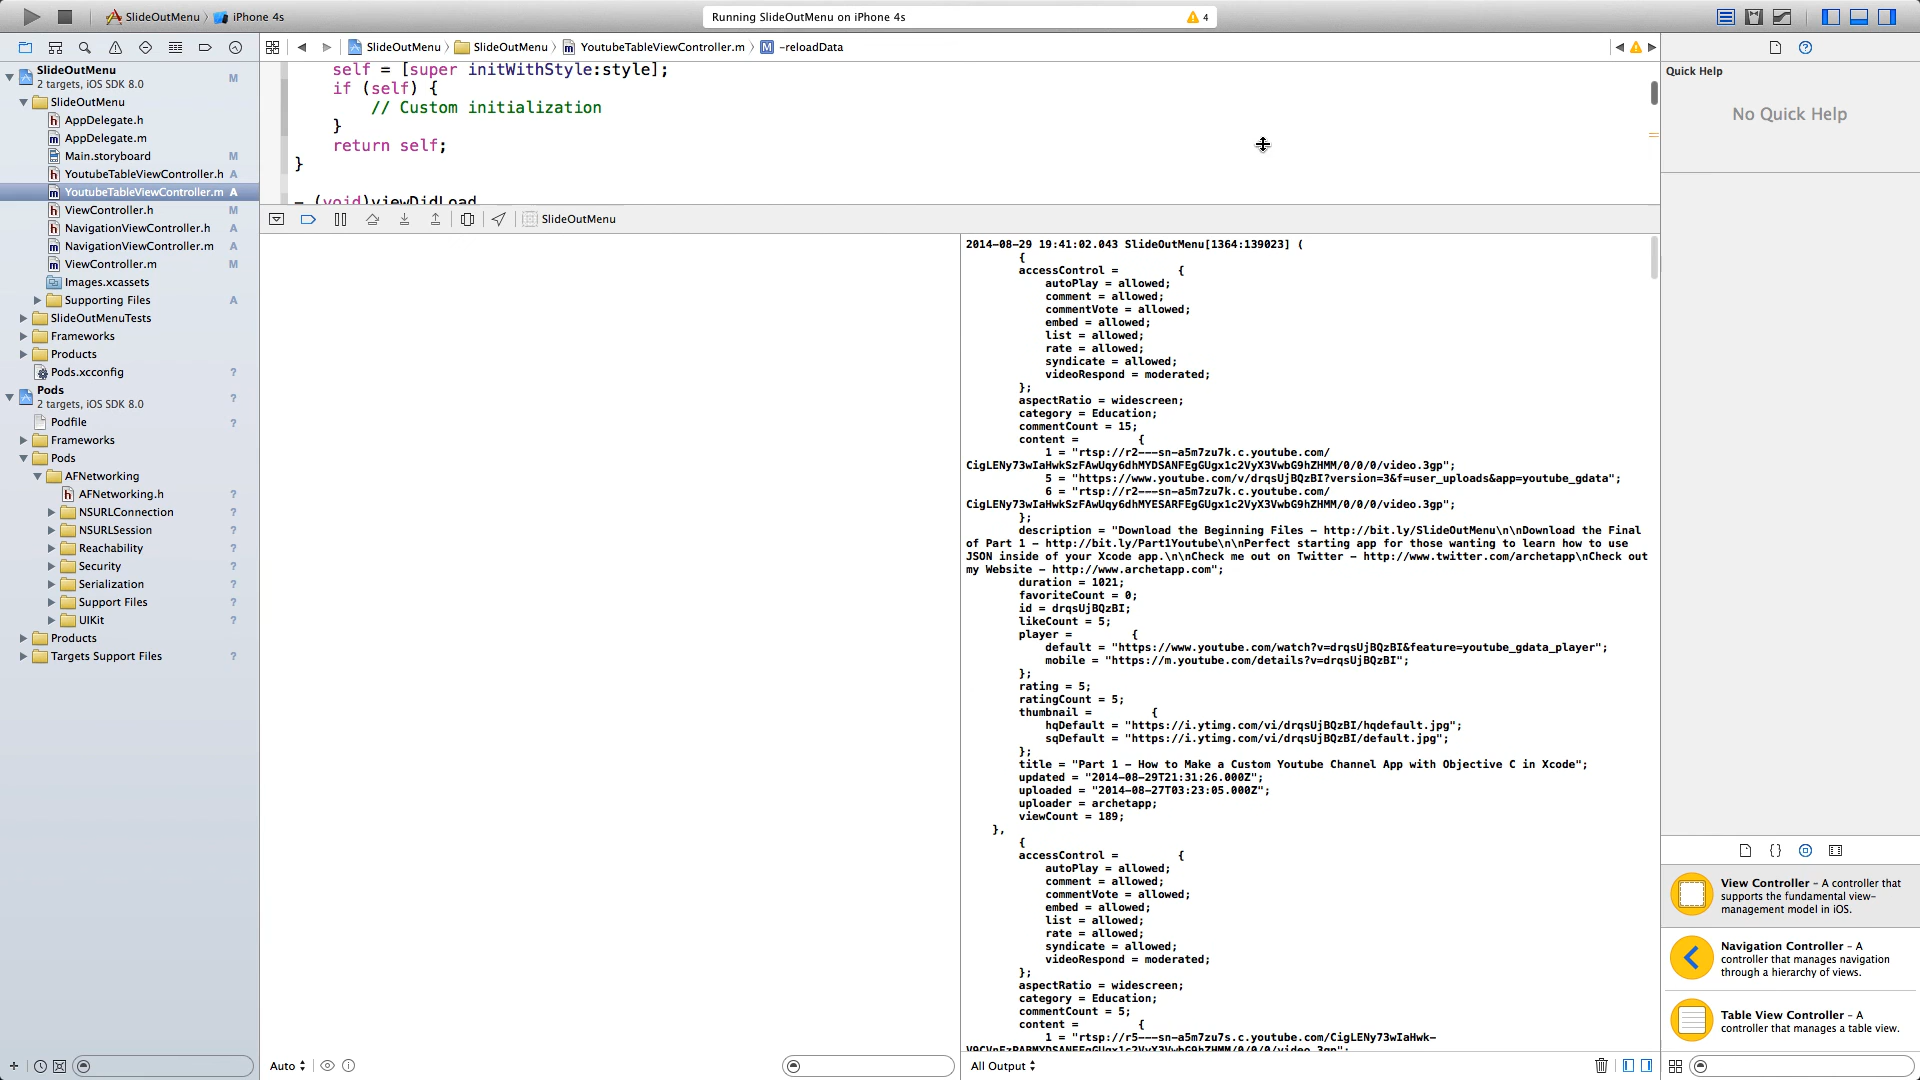 SlideOutMenu
iPhone 4s
Running SlideOutMenu on iPhone 4s
4
SlideOutMenu
SlideOutMenu
YoutubeTableViewController.m
M
-reloadData
SlideOutMenu
2 targets, iOS SDK 8.0
M
SlideOutMenu
h AppDelegate.h
m AppDelegate.m
Main.storyboard M
h YoutubeTableViewController.h A
m YoutubeTableViewController.m A
h ViewController.h M
h NavigationViewController.h A
m NavigationViewController.m A
m ViewController.m M
Images.xcassets
Supporting Files A
SlideOutMenuTests
Frameworks
Products
Pods.xcconfig ?
Pods
2 targets, iOS SDK 8.0
?
Podfile ?
Frameworks
Pods
AFNetworking
h AFNetworking.h ?
NSURLConnection ?
NSURLSession ?
Reachability ?
Security ?
Serialization ?
Support Files ?
UIKit ?
Products
Targets Support Files ?
self = [super initWithStyle:style];
if (self) {
// Custom initialization
}
return self;
}
- (void)viewDidLoad
SlideOutMenu
2014-08-29 19:41:02.043 SlideOutMenu[1364:139023] (
{
accessControl = {
autoPlay = allowed;
comment = allowed;
commentVote = allowed;
embed = allowed;
list = allowed;
rate = allowed;
syndicate = allowed;
videoRespond = moderated;
};
aspectRatio = widescreen;
category = Education;
commentCount = 15;
content = {
1 = "rtsp://r2---sn-a5m7zu7k.c.youtube.com/
CigLENy73wIaHwkSzFAwUqy6dhMYDSANFEgGUgx1c2VyX3VwbG9hZHMM/0/0/0/video.3gp";
5 = "https://www.youtube.com/v/drqsUjBQzBI?version=3&f=user_uploads&app=youtube_gdata";
6 = "rtsp://r2---sn-a5m7zu7k.c.youtube.com/
CigLENy73wIaHwkSzFAwUqy6dhMYESARFEgGUgx1c2VyX3VwbG9hZHMM/0/0/0/video.3gp";
};
description = "Download the Beginning Files - http://bit.ly/SlideOutMenu\n\nDownload the Final
of Part 1 - http://bit.ly/Part1Youtube\n\nPerfect starting app for those wanting to learn how to use
JSON inside of your Xcode app.\n\nCheck me out on Twitter - http://www.twitter.com/archetapp\nCheck out
my Website - http://www.archetapp.com";
duration = 1021;
favoriteCount = 0;
id = drqsUjBQzBI;
likeCount = 5;
player = {
default = "https://www.youtube.com/watch?v=drqsUjBQzBI&feature=youtube_gdata_player";
mobile = "https://m.youtube.com/details?v=drqsUjBQzBI";
};
rating = 5;
ratingCount = 5;
thumbnail = {
hqDefault = "https://i.ytimg.com/vi/drqsUjBQzBI/hqdefault.jpg";
sqDefault = "https://i.ytimg.com/vi/drqsUjBQzBI/default.jpg";
};
title = "Part 1 - How to Make a Custom Youtube Channel App with Objective C in Xcode";
updated = "2014-08-29T21:31:26.000Z";
uploaded = "2014-08-27T03:23:05.000Z";
uploader = archetapp;
viewCount = 189;
},
{
accessControl = {
autoPlay = allowed;
comment = allowed;
commentVote = allowed;
embed = allowed;
list = allowed;
rate = allowed;
syndicate = allowed;
videoRespond = moderated;
};
aspectRatio = widescreen;
category = Education;
commentCount = 5;
content = {
1 = "rtsp://r5---sn-a5m7zu7s.c.youtube.com/CigLENy73wIaHwk-
Auto
All Output
Quick Help
No Quick Help
{}
View Controller - A controller that
supports the fundamental view-
management model in iOS.
Navigation Controller - A
controller that manages navigation
through a hierarchy of views.
Table View Controller - A
controller that manages a table view.